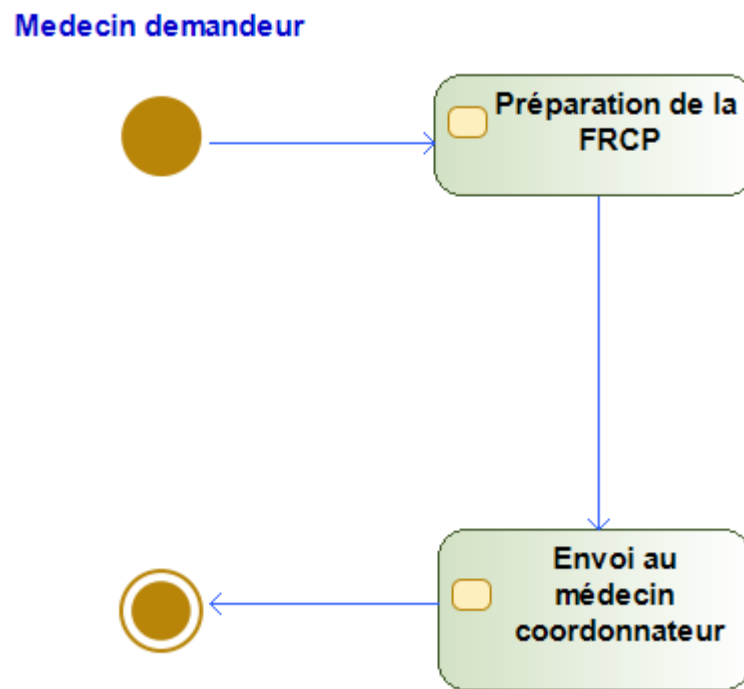 Medecin demandeur
Préparation de la
FRCP
Envoi au
médecin
coordonnateur